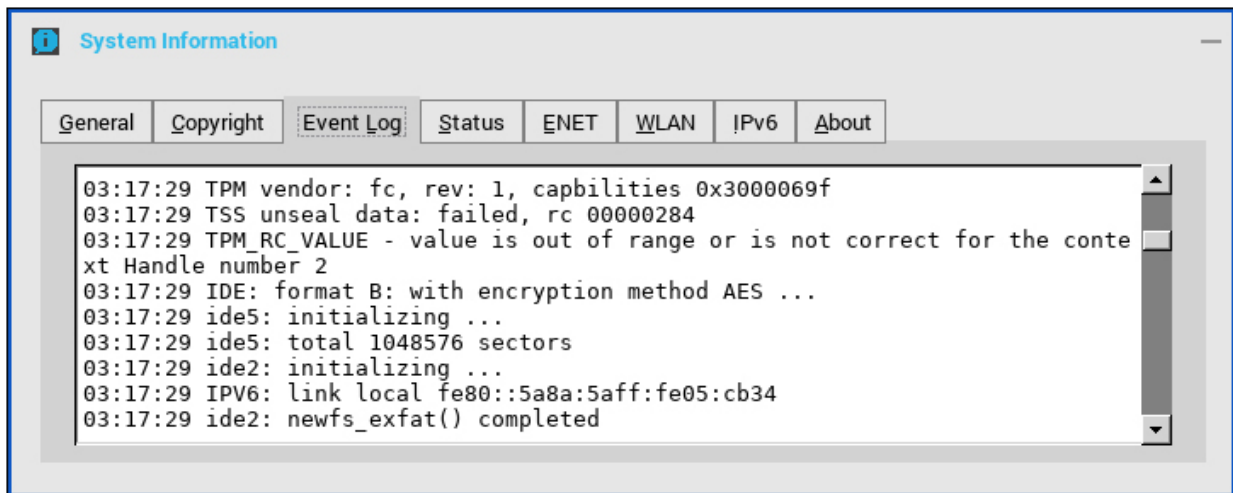 System Information
General Copyright Event Log Status ENET WLAN IPv6 About
03:17:29 TPM vendor: fc, rev: 1, capbilities 0x3000069f
03:17:29 TSS unseal data: failed, rc 00000284
03:17:29 TPM_RC_VALUE - value is out of range or is not correct for the conte
xt Handle number 2
03:17:29 IDE: format B: with encryption method AES ...
03:17:29 ide5: initializing ...
03:17:29 ide5: total 1048576 sectors
03:17:29 ide2: initializing ...
03:17:29 IPV6: link local fe80::5a8a:5aff:fe05:cb34
03:17:29 ide2: newfs_exfat() completed